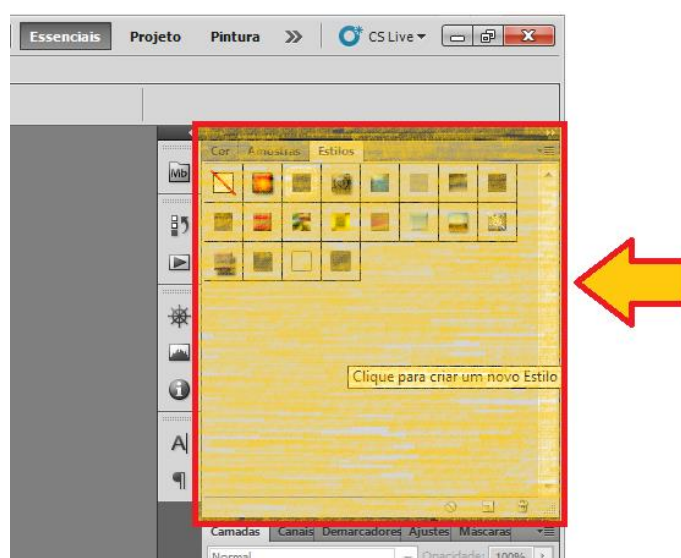 Essenciais Projeto Pintura >> CS Live
Cor Amostras Estilos
Mb
Clique para criar um novo Estilo
A
Camadas Canais Demarcadores Ajustes Máscaras
Normal Opacidade: 100%